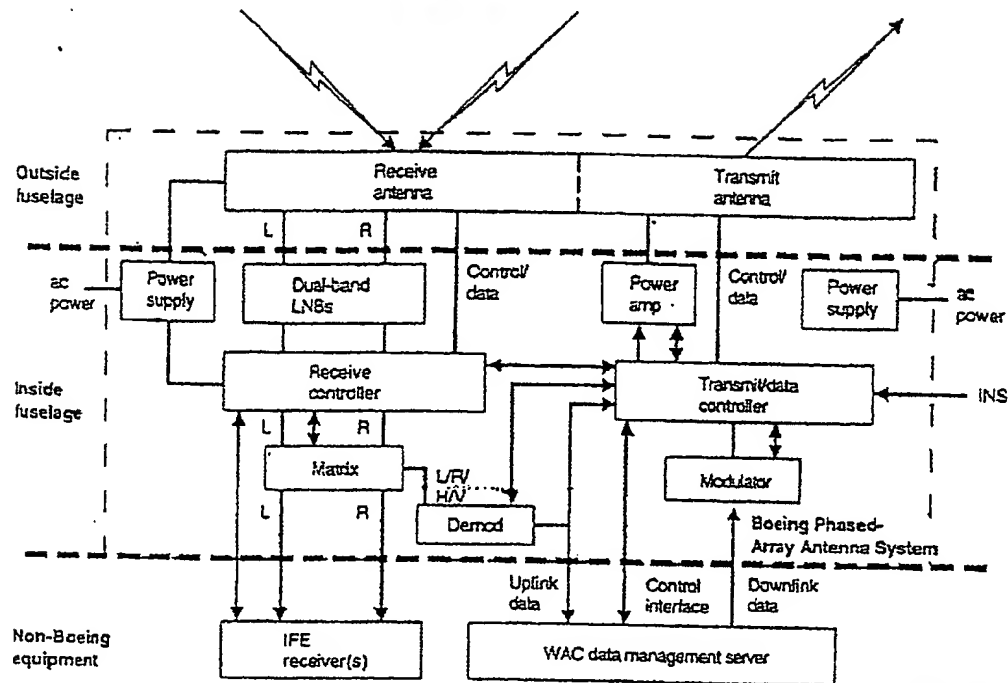 Outside
fuselage
Receive
antenna
Transmit
antenna
L
R
ac
power
Power
supply
Dual-band
LNBs
Control/
data
Power
amp
Control/
data
Power
supply
ac
power
Inside
fuselage
Receive
controller
Transmit/data
controller
INS
L
R
Matrix
L/R/
H/V
Modulator
L
R
Demod
Boeing Phased-
Array Antenna System
Uplink
data
Control
interface
Downlink
data
Non-Boeing
equipment
IFE
receiver(s)
WAC data management server